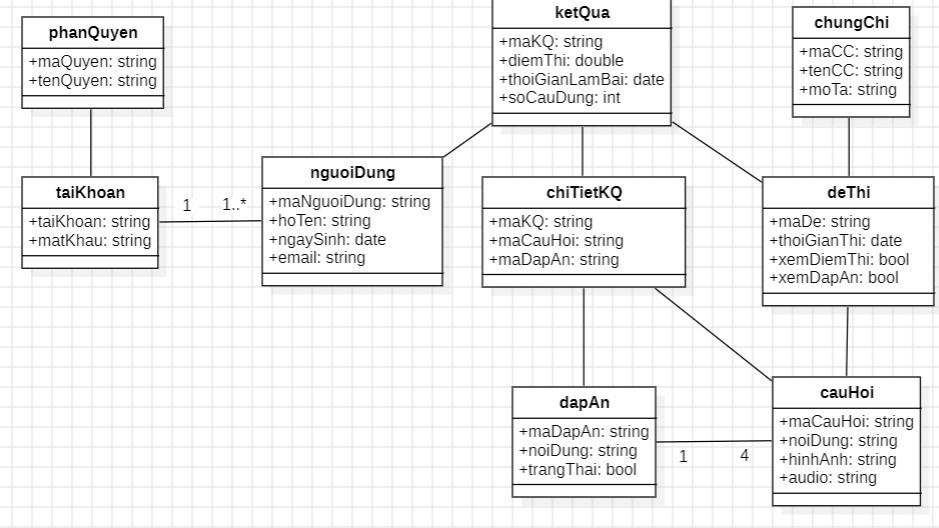 phanQuyen
+maQuyen: string
+tenQuyen: string
ketQua
+maKQ: string
+diemThi: double
+thoiGianLamBai: date
+soCauDung: int
chungChi
+maCC: string
+tenCC: string
+moTa: string
taiKhoan
+taiKhoan: string
+matKhau: string
1
1..*
nguoiDung
+maNguoiDung: string
+hoTen: string
+ngaySinh: date
+email: string
chiTietKQ
+maKQ: string
+maCauHoi: string
+maDapAn: string
deThi
+maDe: string
+thoiGianThi: date
+xemDiemThi: bool
+xemDapAn: bool
dapAn
+maDapAn: string
+noiDung: string
+trangThai: bool
1
4
cauHoi
+maCauHoi: string
+noiDung: string
+hinhAnh: string
+audio: string